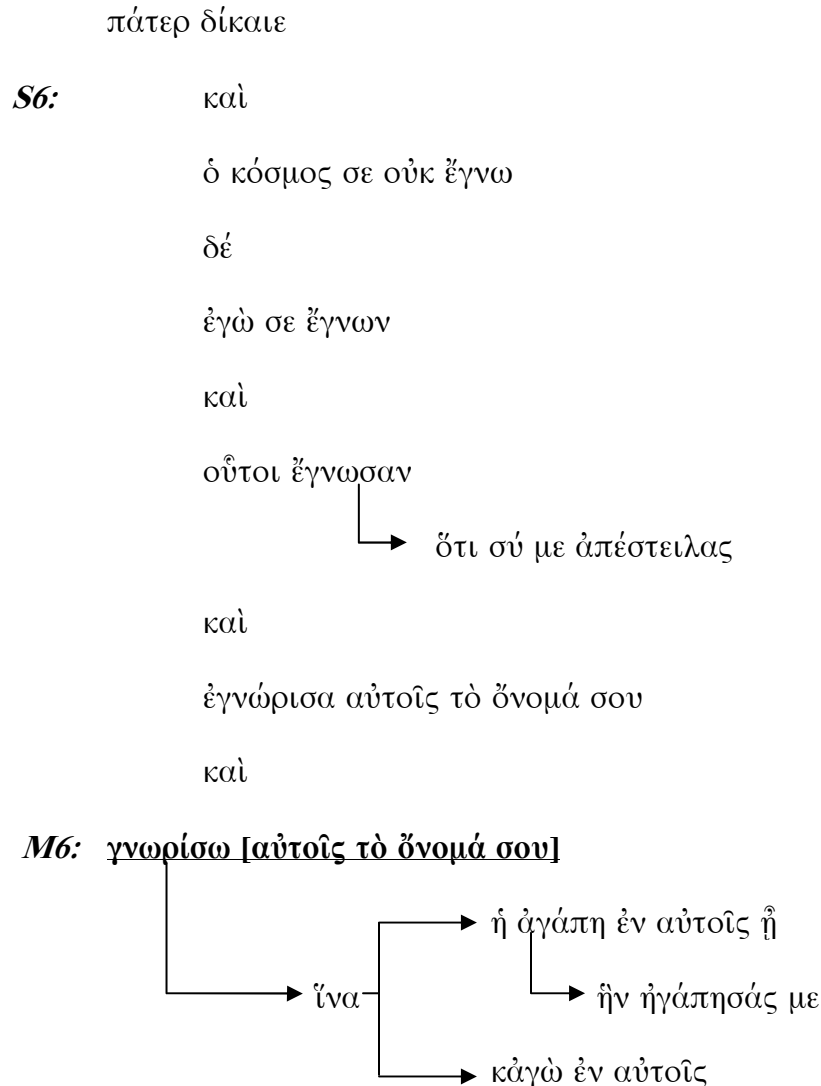 πάτερ δίκαιε
S6: καὶ
ὁ κόσμος σε οὐκ ἔγνω
δέ
ἐγὼ σε ἔγνων
καὶ
οὗτοι ἔγνωσαν
ὅτι σύ με ἀπέστειλας
καὶ
ἐγνώρισα αὐτοῖς τὸ ὄνομά σου
καὶ
M6: γνωρίσω [αὐτοῖς τὸ ὄνομά σου]
ἡ ἀγάπη ἐν αὐτοῖς ᾖ
ἵνα ἣν ἠγάπησάς με
κἀγὼ ἐν αὐτοῖς